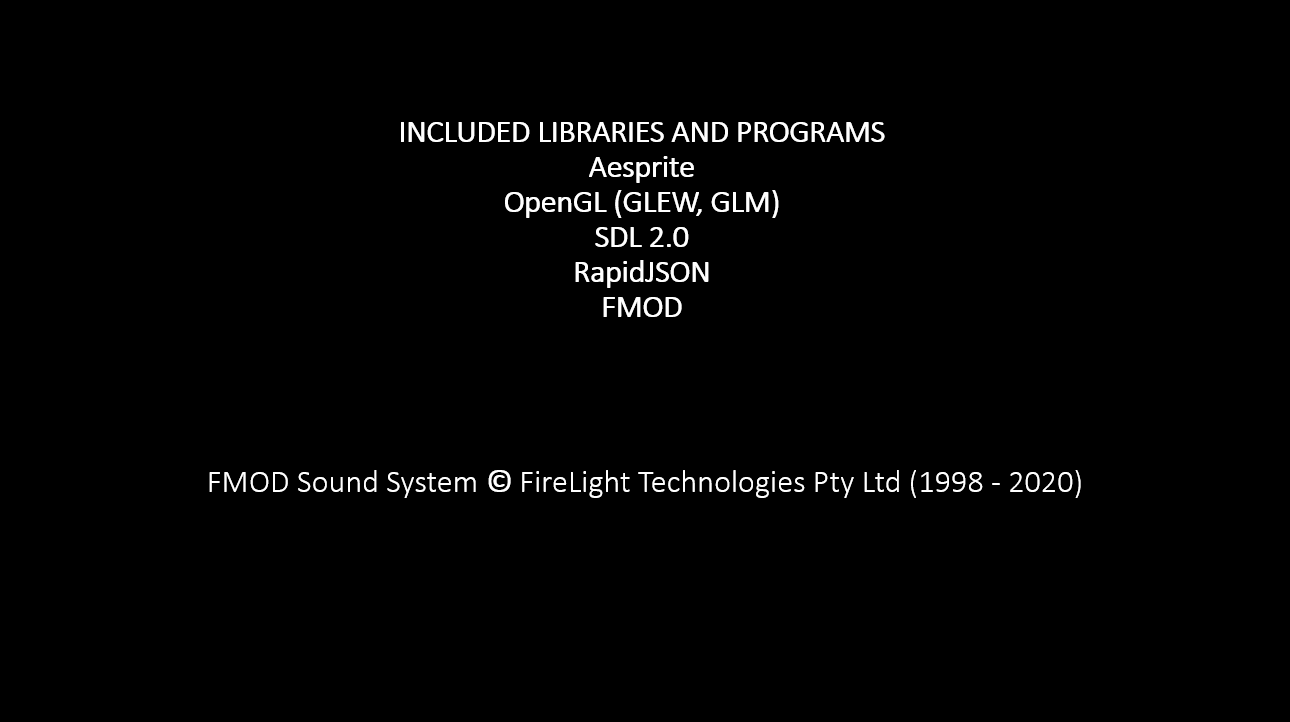 INCLUDED LIBRARIES AND PROGRAMS
Aesprite
OpenGL (GLEW, GLM)
SDL 2.0
RapidJSON
FMOD
FMOD Sound System © FireLight Technologies Pty Ltd (1998 - 2020)